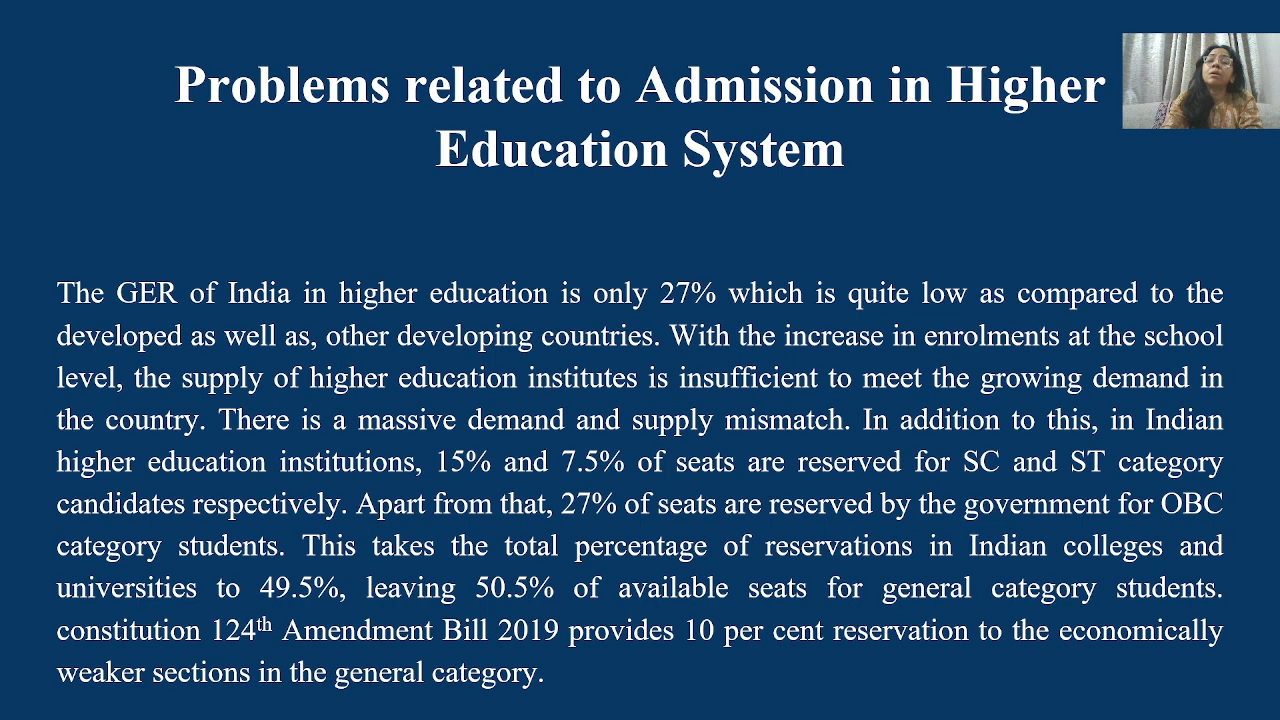 Problems related to Admission in Higher
Education System
The GER of India in higher education is only 27% which is quite low as compared to the
developed as well as, other developing countries. With the increase in enrolments at the school
level, the supply of higher education institutes is insufficient to meet the growing demand in
the country. There is a massive demand and supply mismatch. In addition to this, in Indian
higher education institutions, 15% and 7.5% of seats are reserved for SC and ST category
candidates respectively. Apart from that, 27% of seats are reserved by the government for OBC
category students. This takes the total percentage of reservations in Indian colleges and
universities to 49.5%, leaving 50.5% of available seats for general category students.
constitution 124th Amendment Bill 2019 provides 10 per cent reservation to the economically
weaker sections in the general category.